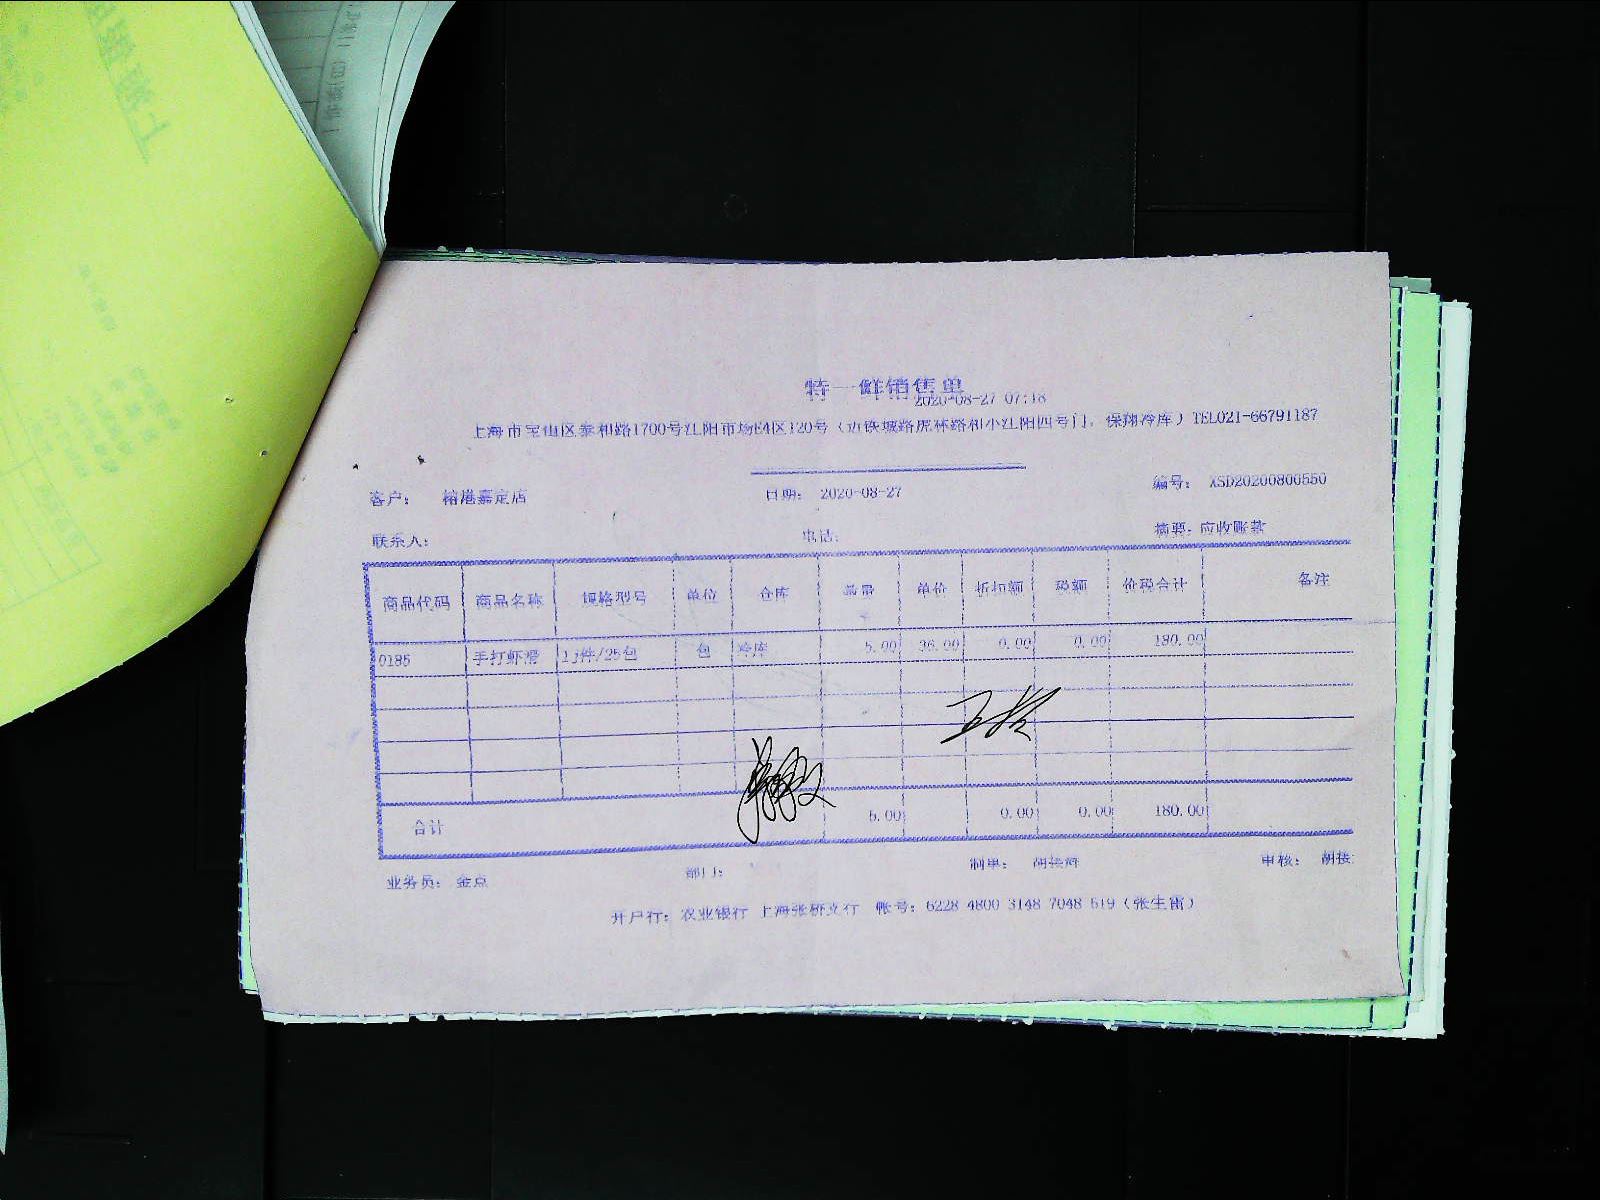 特一鲜销售单
2020-08-27 07:18
上海市宝山区泰和路1700号江阳市场E4区120号（近铁城路虎林路和小江阳四号门，保翔冷库）TEL021-66791187
客户： 榕港嘉定店 日期： 2020-08-27 编号： XSD20200800550
联系人： 电话： 摘要：应收账款
商品代码 商品名称 规格型号 单位 仓库 数量 单价 折扣额 税额 价税合计 备注
0185 手打虾滑 1*件/25包 包 冷库 5.00 36.00 0.00 0.00 180.00
合计 5.00 0.00 0.00 180.00
业务员： 金点 部门： 制单： 审核： 胡接
开户行：农业银行 上海张桥支行 帐号：6228 4800 3148 7048 519（张生雷）